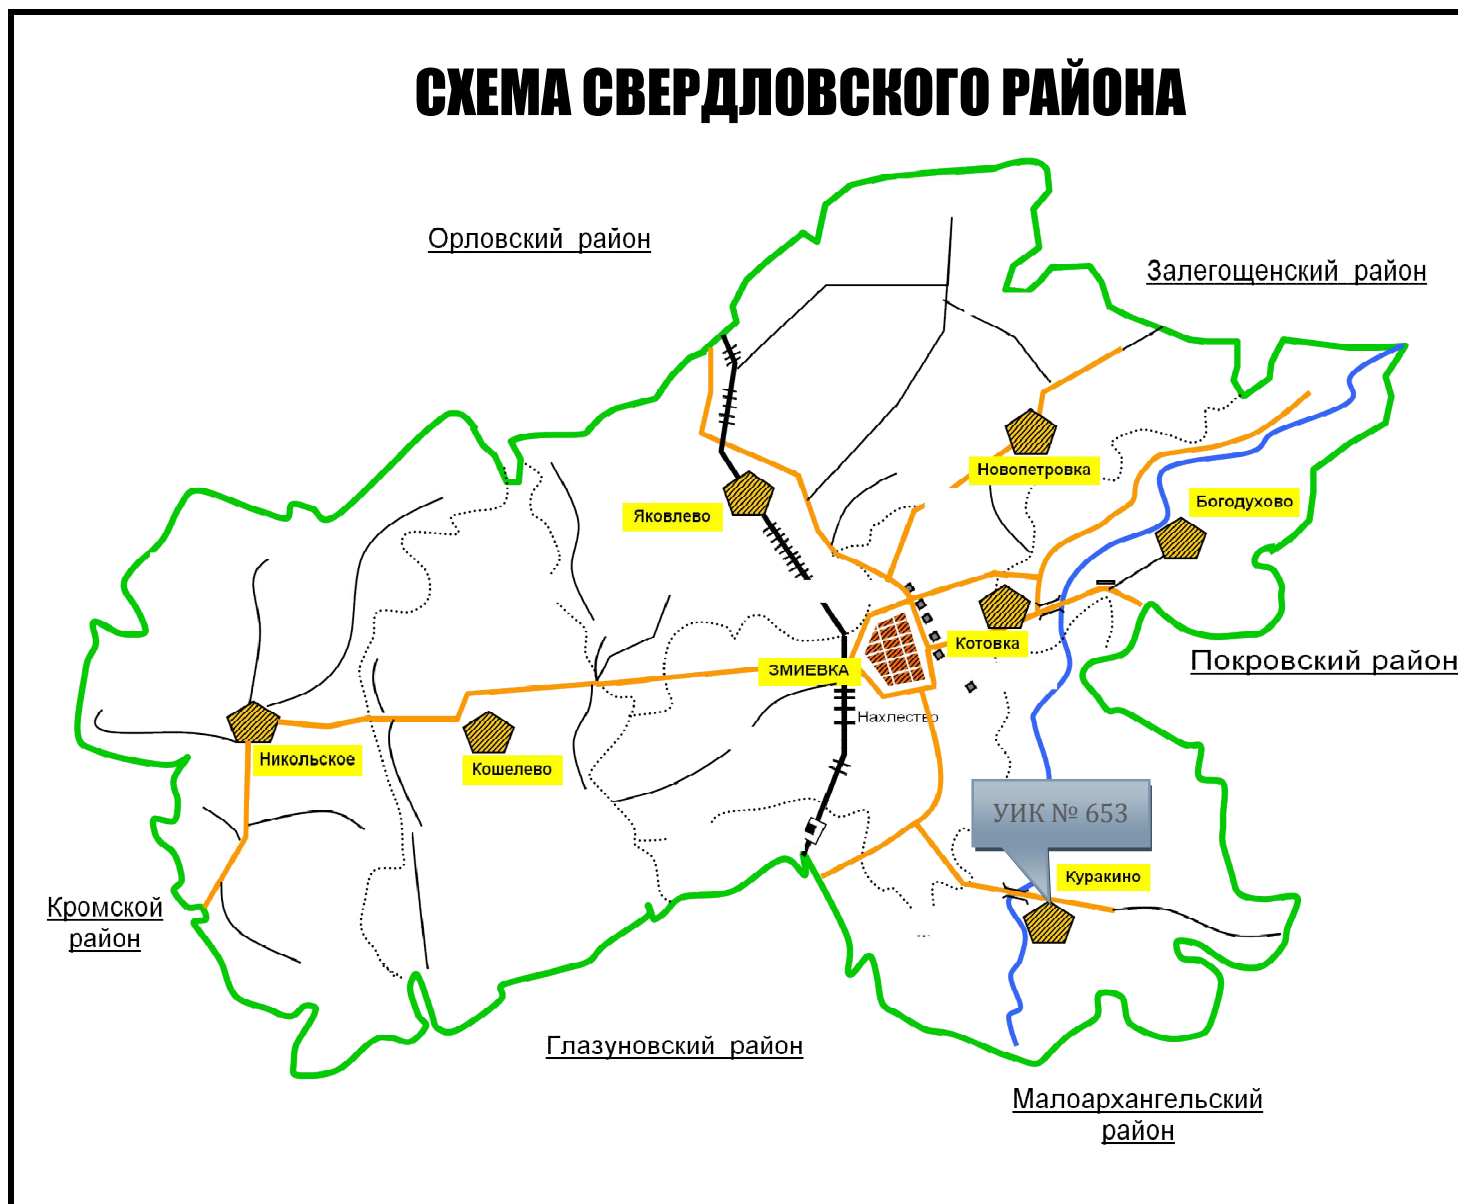 СХЕМА СВЕРДЛОВСКОГО РАЙОНА
Орловский район
Залегощенский район
Новопетровка
Богодухово
Яковлево
Котовка
ЗМИЕВКА
Покровский район
Нахлество
Никольское
Кошелево
УИК № 653
Куракино
Кромской
район
Глазуновский район
Малоархангельский
район